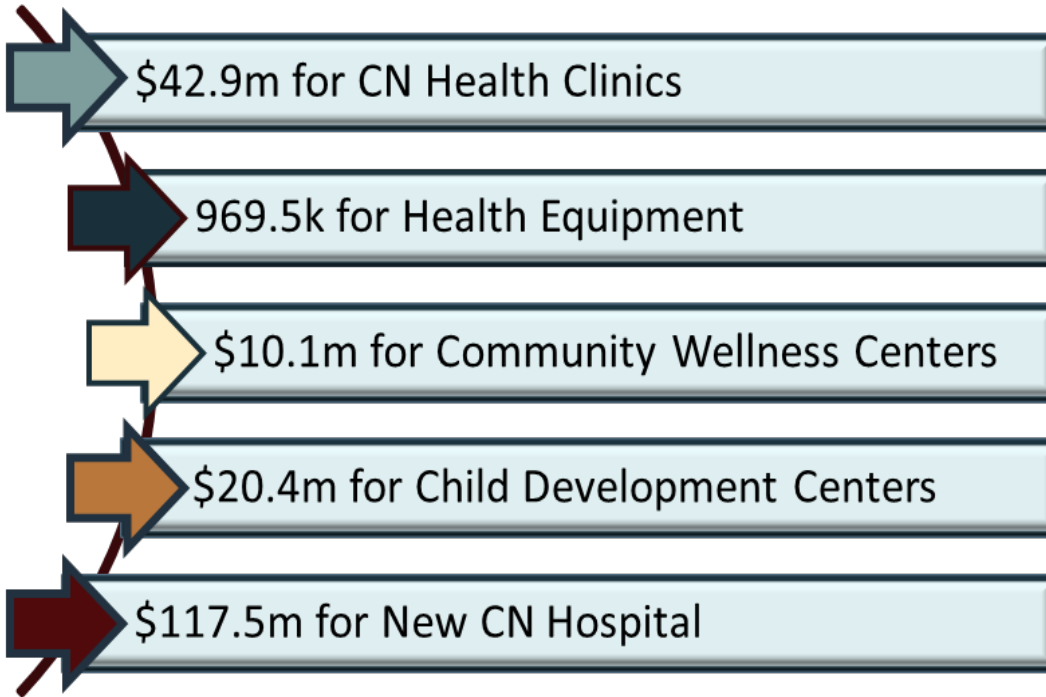 $42.9m for CN Health Clinics
969.5k for Health Equipment
$10.1m for Community Wellness Centers
$20.4m for Child Development Centers
$117.5m for New CN Hospital